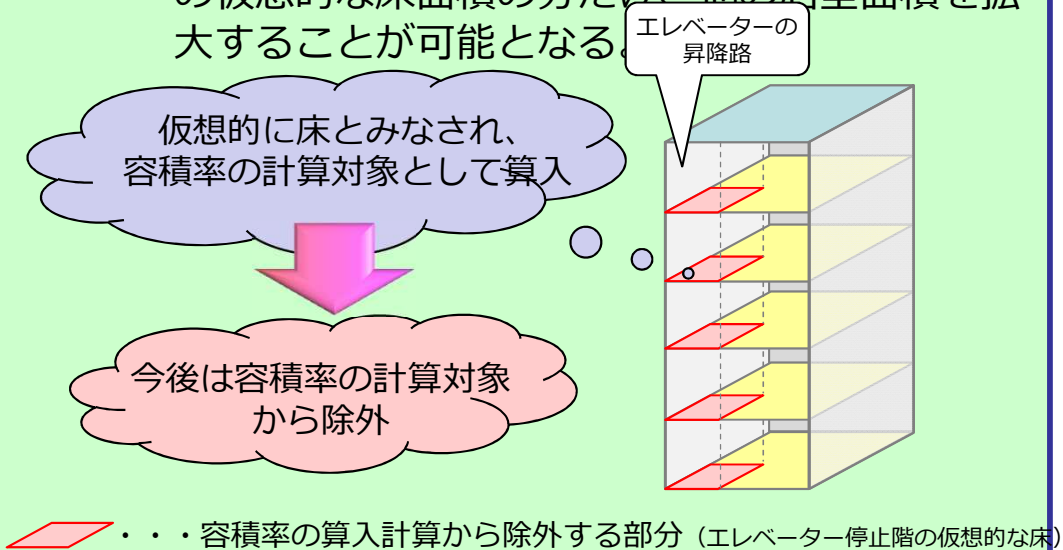 大することが可能となる
エレベーターの
昇降路
仮想的に床とみなされ、
容積率の計算対象として算入
今後は容積率の計算対象
から除外
・・・容積率の算入計算から除外する部分（エレベーター停止階の仮想的な床）